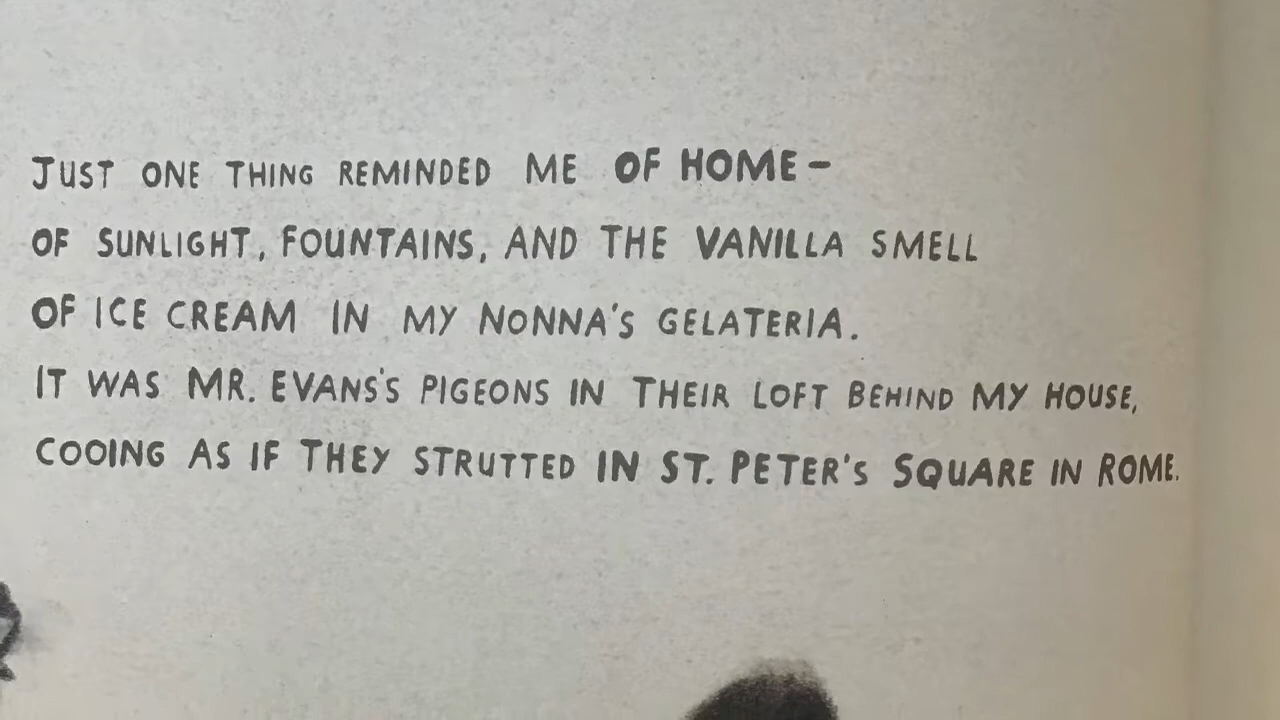 JUST ONE THING REMINDED ME OF HOME–
OF SUNLIGHT, FOUNTAINS, AND THE VANILLA SMELL
OF ICE CREAM IN MY NONNA'S GELATERIA.
IT WAS MR. EVANS'S PIGEONS IN THEIR LOFT BEHIND MY HOUSE,
COOING AS IF THEY STRUTTED IN ST. PETER'S SQUARE IN ROME.